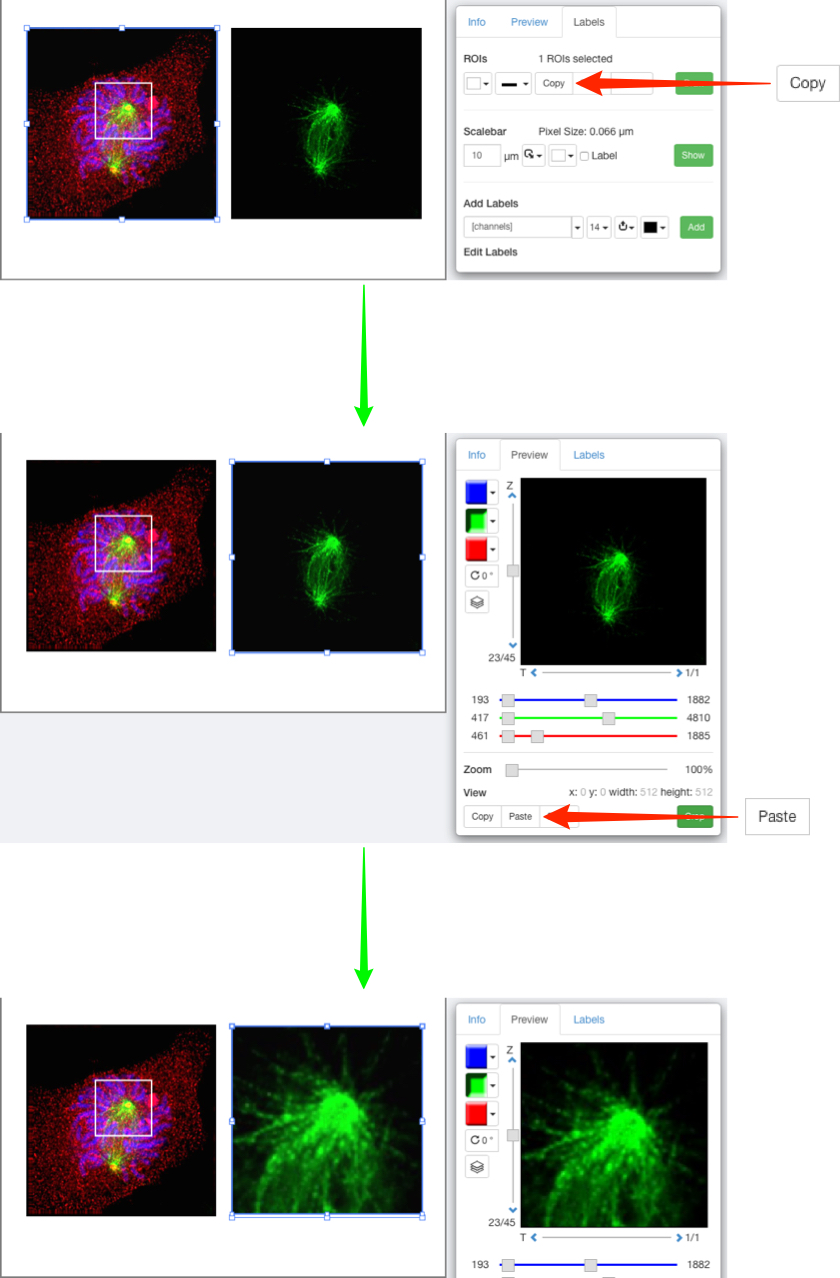 Info Preview Labels
ROIs 1 ROIs selected
Copy
Copy
Scalebar Pixel Size: 0.066 µm
10 µm Label Show
Add Labels
[channels] 14 Add
Edit Labels
Info Preview Labels
Z
0 °
23/45
T 1/1
193 1882
417 4810
461 1885
Zoom 100%
View x: 0 y: 0 width: 512 height: 512
Copy Paste
Paste
Info Preview Labels
Z
0 °
23/45
T 1/1
193 1882